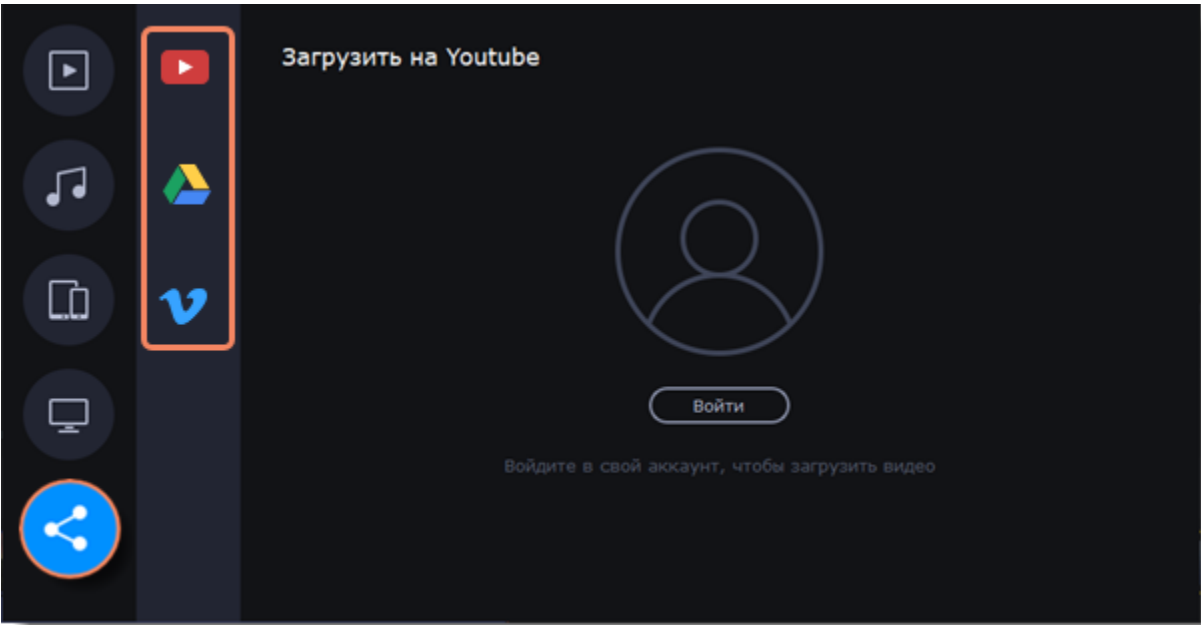 Загрузить на Youtube
Войти
Войдите в свой аккаунт, чтобы загрузить видео